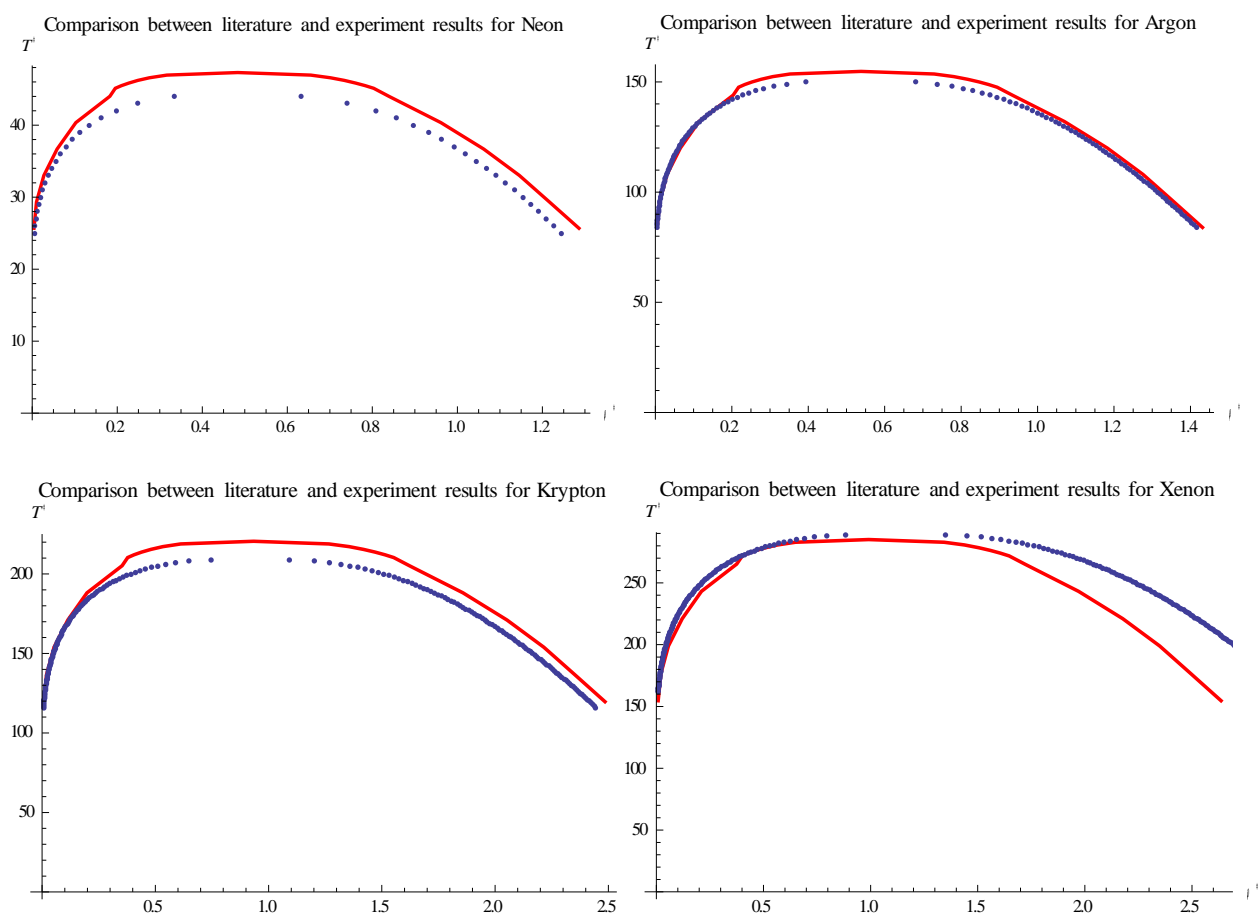 Comparison between literature and experiment results for Neon
T
40
30
20
10
0.2 0.4 0.6 0.8 1.0 1.2
Comparison between literature and experiment results for Argon
T
150
100
50
0.2 0.4 0.6 0.8 1.0 1.2 1.4
Comparison between literature and experiment results for Krypton
T
200
150
100
50
0.5 1.0 1.5 2.0 2.5
Comparison between literature and experiment results for Xenon
T
250
200
150
100
50
0.5 1.0 1.5 2.0 2.5